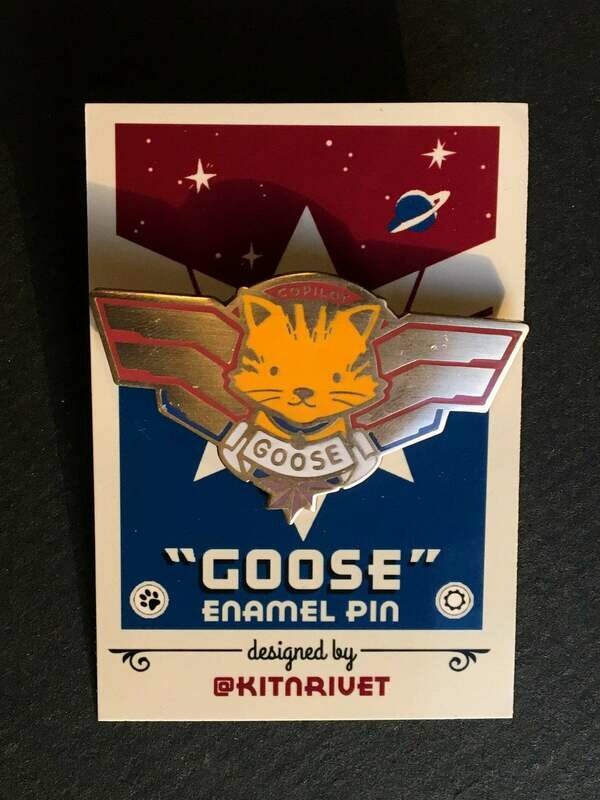 COPILOT
GOOSE
"GOOSE"
ENAMEL PIN
designed by
@KITNRIVET